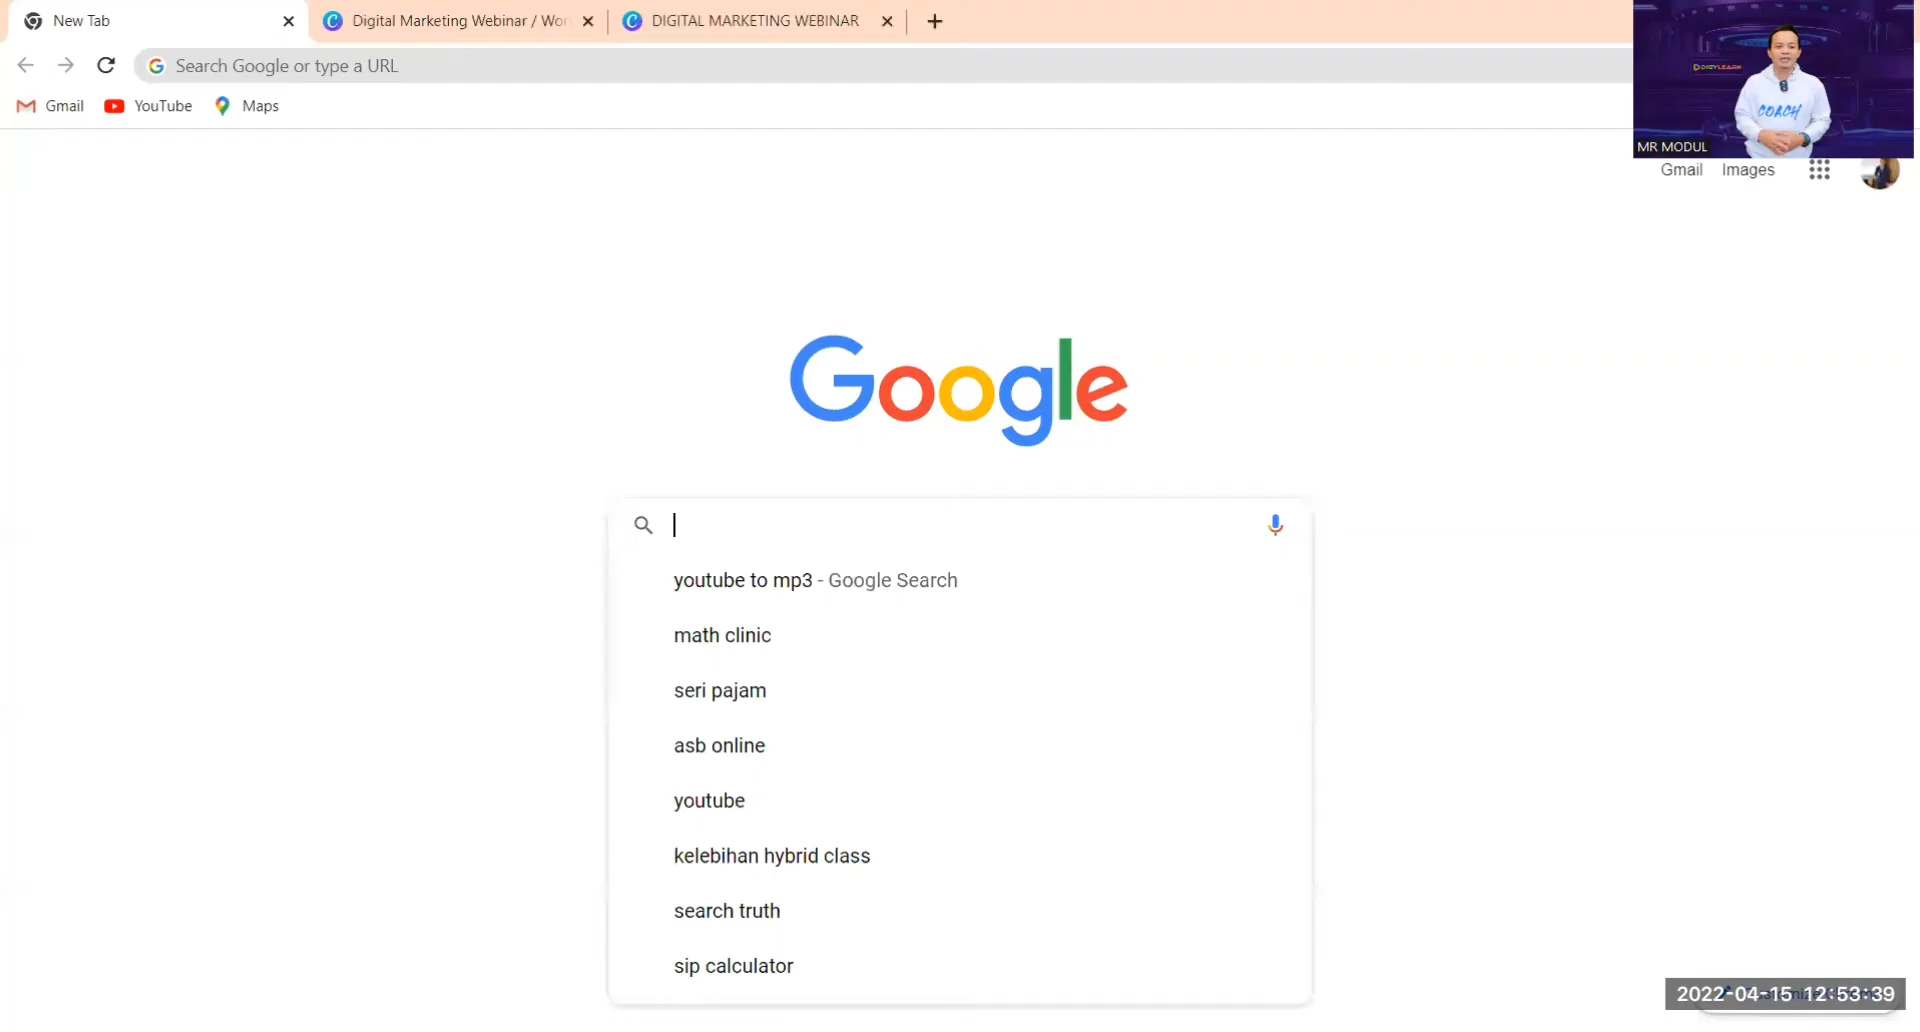 New Tab
Digital Marketing Webinar / Wor
DIGITAL MARKETING WEBINAR
Search Google or type a URL
Gmail
YouTube
Maps
DIGYLEARN
COACH
MR MODUL
Gmail
Images
Google
youtube to mp3 - Google Search
math clinic
seri pajam
asb online
youtube
kelebihan hybrid class
search truth
sip calculator
2022-04-15 12:53:39